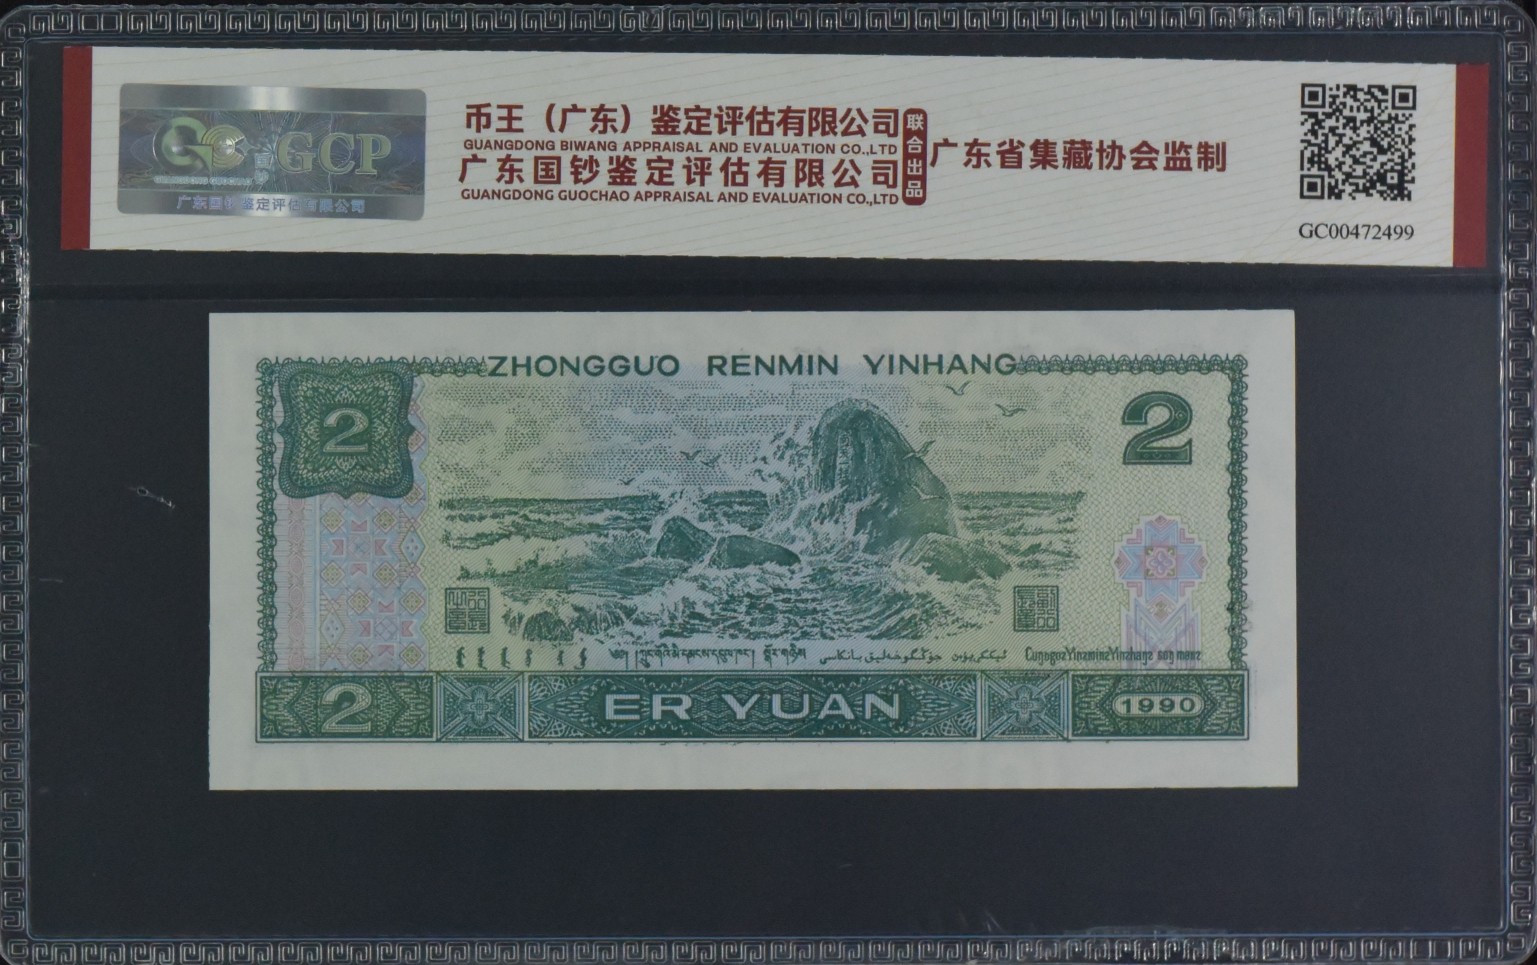 GCP
广东国钞鉴定评估有限公司
币王（广东）鉴定评估有限公司
GUANGDONG BIWANG APPRAISAL AND EVALUATION CO.,LTD
广东国钞鉴定评估有限公司
GUANGDONG GUOCHAO APPRAISAL AND EVALUATION CO.,LTD
联合出品
广东省集藏协会监制
GC00472499
ZHONGGUO RENMIN YINHANG
2
2
CuŋƨgozYinzminzYinzhangz song maenz
2
ER YUAN
1990